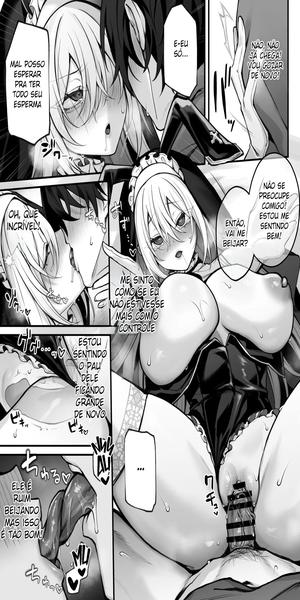 NÃO, NÃO,
JÁ CHEGA!
VOU GOZAR
DE NOVO!
E-EU
SÓ....
MAL POSSO
ESPERAR
PRA TER
TODO SEU
ESPERMA
NÃO SE
PREOCUPE
COMIGO! ESTOU
ME SENTINDO
BEM!
ENTÃO,
VAI ME
BEIJAR?
OH, QUE
INCRÍVEL!
ME SINTO
COMO SE EU
NÃO ESTIVESSE
MAIS COM O
CONTROLE
ESTOU
SENTINDO
O PAU
DELE
FICANDO
GRANDE
DE NOVO
...
ELE É
RUIM
BEIJANDO
MAS ISSO
É TÃO BOM!